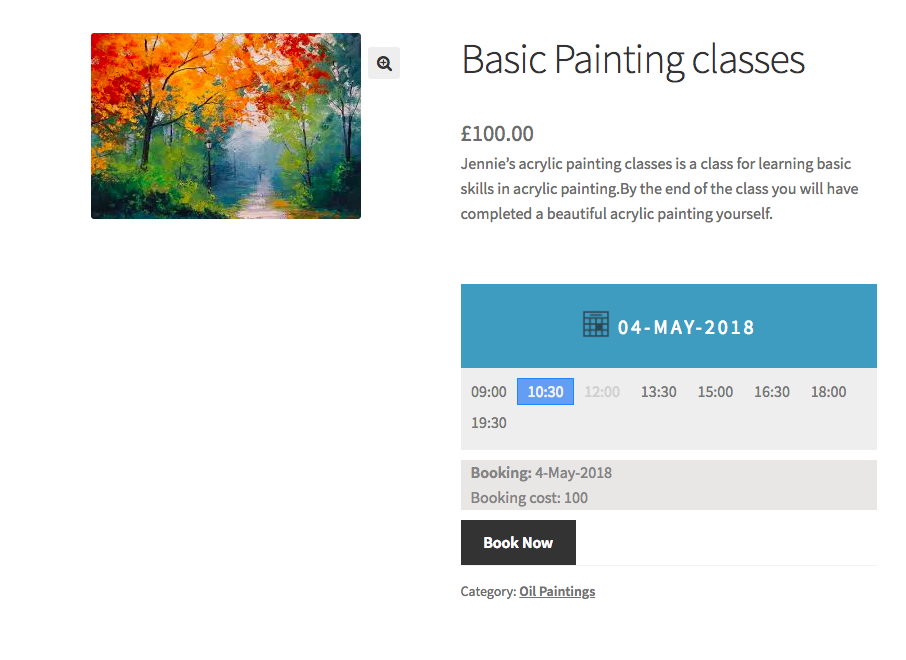 Basic Painting classes
£100.00
Jennie’s acrylic painting classes is a class for learning basic
skills in acrylic painting.By the end of the class you will have
completed a beautiful acrylic painting yourself.
04-MAY-2018
09:00 10:30 12:00 13:30 15:00 16:30 18:00
19:30
Booking: 4-May-2018
Booking cost: 100
Book Now
Category: Oil Paintings